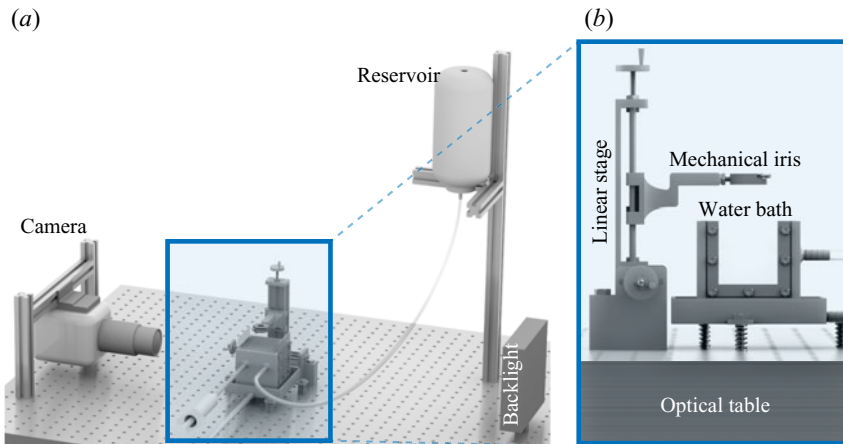 (a)
(b)
Reservoir
Camera
Backlight
Linear stage
Mechanical iris
Water bath
Optical table